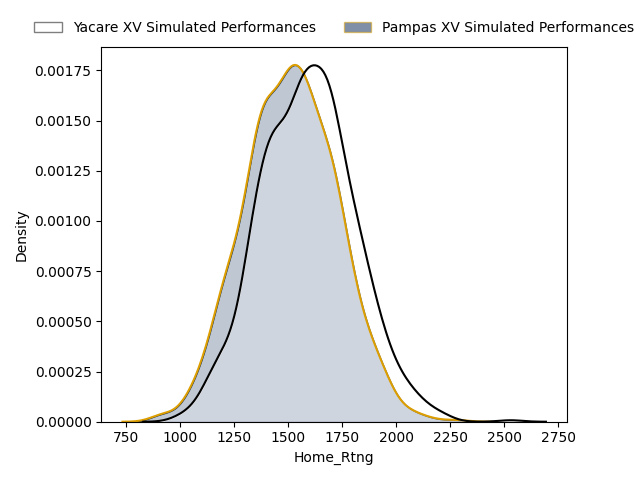 Yacare XV Simulated Performances
Pampas XV Simulated Performances
0.00175
0.00150
0.00125
0.00100
0.00075
0.00050
0.00025
0.00000
Density
750 1000 1250 1500 1750 2000 2250 2500 2750
Home_Rtng